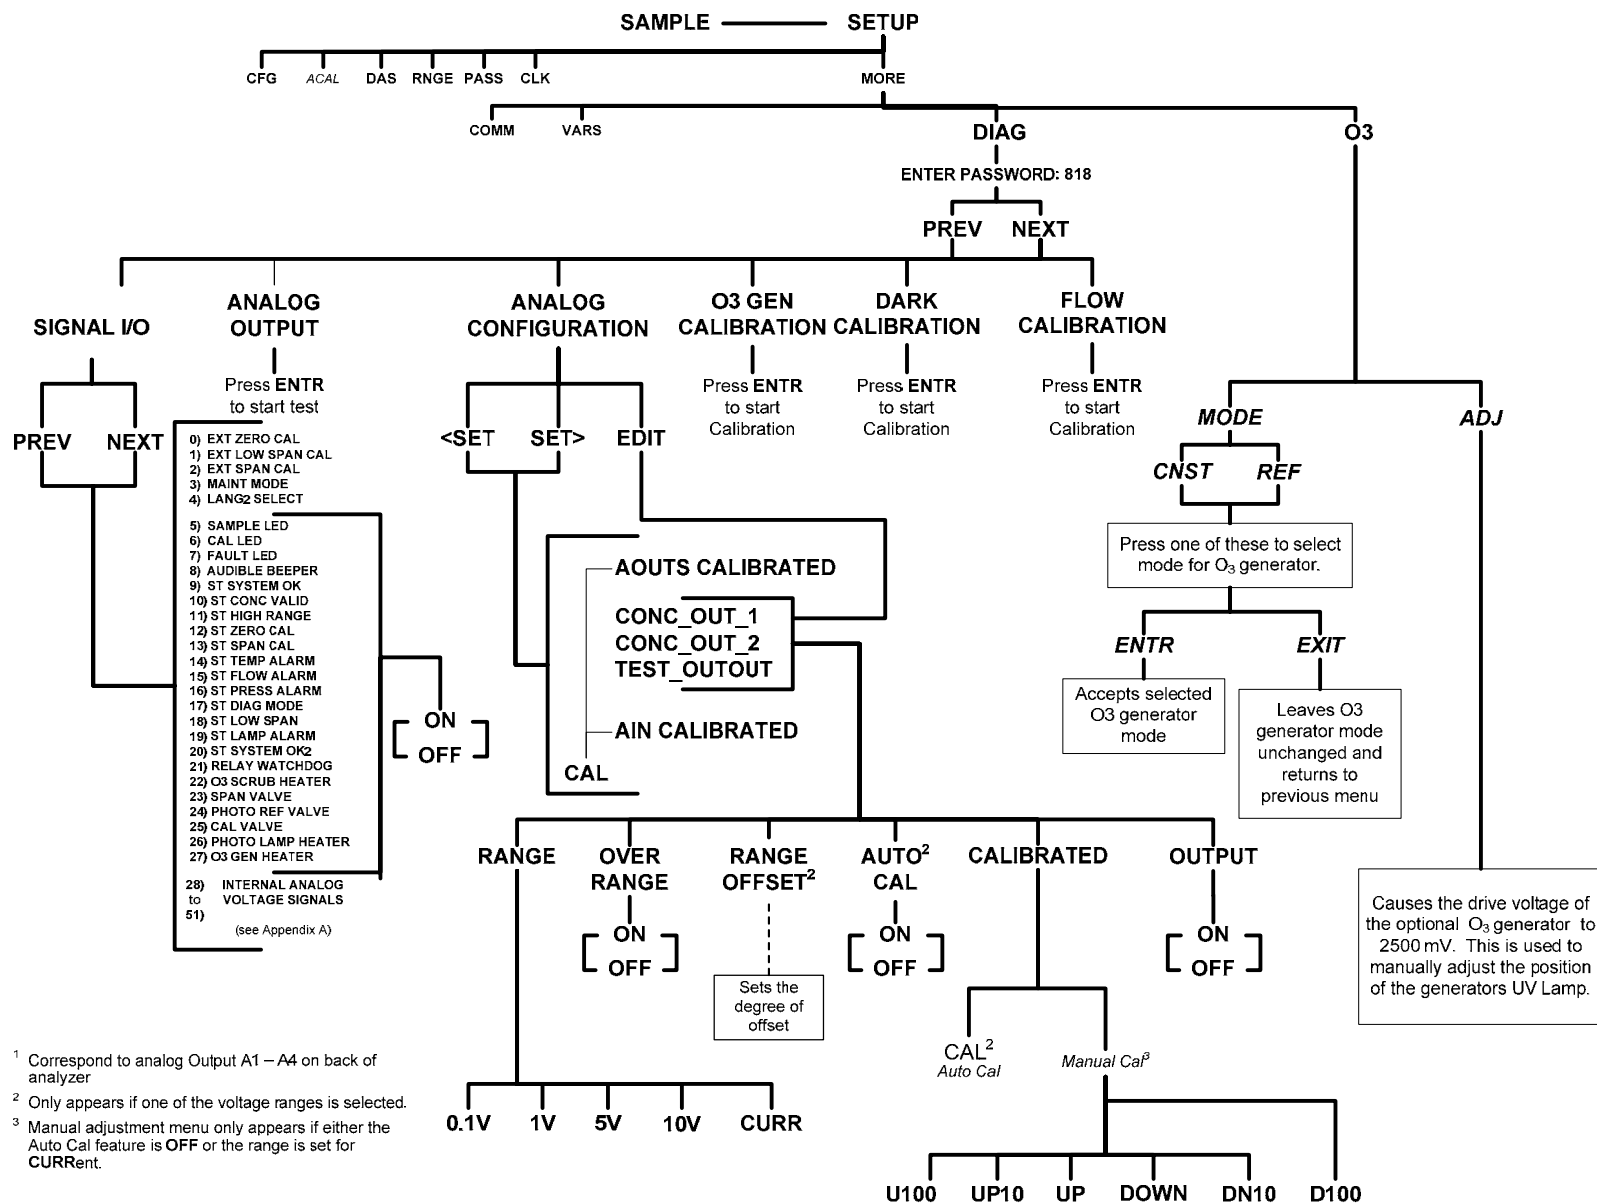 SAMPLE SETUP
CFG ACAL DAS RNGE PASS CLK MORE
COMM VARS DIAG O3
ENTER PASSWORD: 818
PREV NEXT
SIGNAL I/O
ANALOG
OUTPUT
ANALOG
CONFIGURATION
O3 GEN
CALIBRATION
DARK
CALIBRATION
FLOW
CALIBRATION
Press ENTR
to start test
Press ENTR
to start
Calibration
Press ENTR
to start
Calibration
Press ENTR
to start
Calibration
PREV NEXT
<SET SET> EDIT
MODE ADJ
CNST REF
0) EXT ZERO CAL
1) EXT LOW SPAN CAL
2) EXT SPAN CAL
3) MAINT MODE
4) LANG2 SELECT
5) SAMPLE LED
6) CAL LED
7) FAULT LED
8) AUDIBLE BEEPER
9) ST SYSTEM OK
10) ST CONC VALID
11) ST HIGH RANGE
12) ST ZERO CAL
13) ST SPAN CAL
14) ST TEMP ALARM
15) ST FLOW ALARM
16) ST PRESS ALARM
17) ST DIAG MODE
18) ST LOW SPAN
19) ST LAMP ALARM
20) ST SYSTEM OK2
21) RELAY WATCHDOG
22) O3 SCRUB HEATER
23) SPAN VALVE
24) PHOTO REF VALVE
25) CAL VALVE
26) PHOTO LAMP HEATER
27) O3 GEN HEATER
28) INTERNAL ANALOG
to VOLTAGE SIGNALS
51)
(see Appendix A)
ON
OFF
AOUTS CALIBRATED
CONC_OUT_1
CONC_OUT_2
TEST_OUTOUT
AIN CALIBRATED
CAL
Press one of these to select
mode for O3 generator.
ENTR EXIT
Accepts selected
O3 generator
mode
Leaves O3
generator mode
unchanged and
returns to
previous menu
Causes the drive voltage of
the optional O3 generator to
2500 mV. This is used to
manually adjust the position
of the generators UV Lamp.
RANGE
OVER
RANGE
RANGE
OFFSET2
AUTO2
CAL
CALIBRATED
OUTPUT
ON
OFF
Sets the
degree of
offset
ON
OFF
ON
OFF
CAL2
Auto Cal
Manual Cal3
0.1V 1V 5V 10V CURR
U100 UP10 UP DOWN DN10 D100
1 Correspond to analog Output A1 – A4 on back of
analyzer
2 Only appears if one of the voltage ranges is selected.
3 Manual adjustment menu only appears if either the
Auto Cal feature is OFF or the range is set for
CURRent.